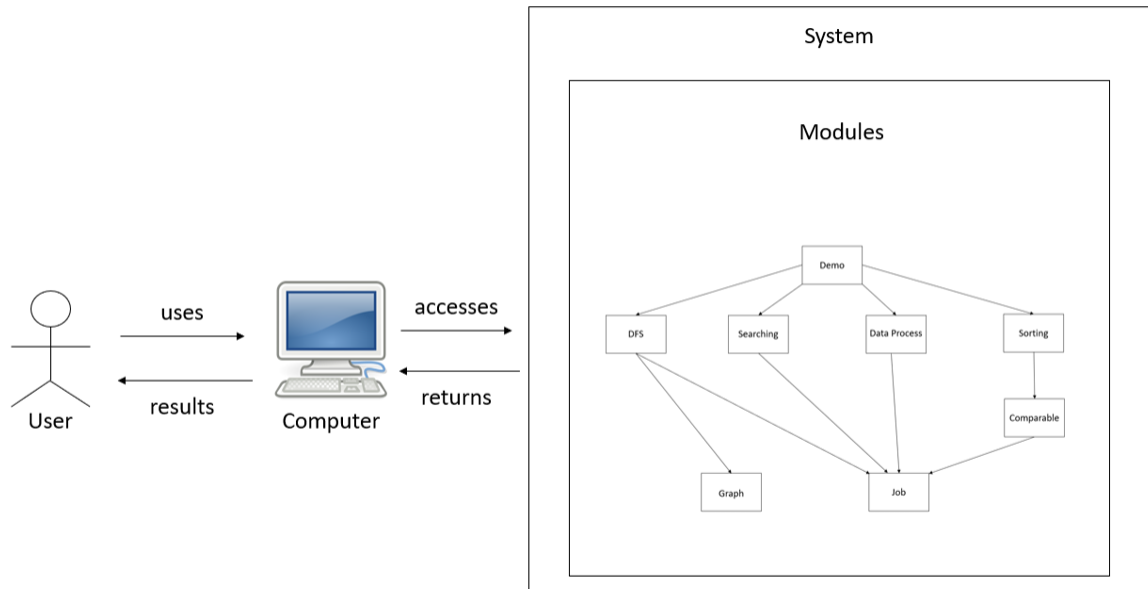 System
Modules
Demo
DFS
Searching
Data Process
Sorting
Comparable
Graph
Job
uses
accesses
results
returns
User
Computer